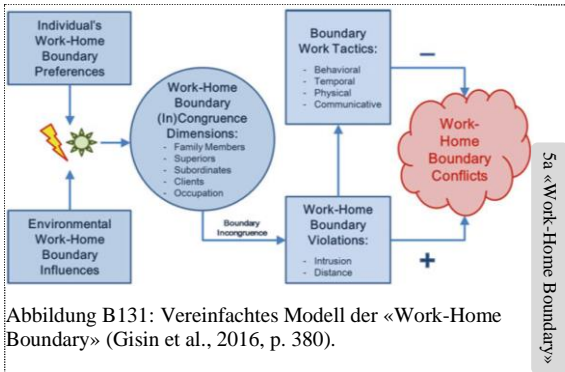 Individual's
Work-Home
Boundary
Preferences
Environmental
Work-Home
Boundary
Influences
Work-Home
Boundary
(In)Congruence
Dimensions:
- Family Members
- Superiors
- Subordinates
- Clients
- Occupation
Boundary
Incongruence
Boundary
Work Tactics:
- Behavioral
- Temporal
- Physical
- Communicative
Work-Home
Boundary
Violations:
- Intrusion
- Distance
−
+
Work-
Home
Boundary
Conflicts
5a «Work-Home Boundary»
Abbildung B131: Vereinfachtes Modell der «Work-Home
Boundary» (Gisin et al., 2016, p. 380).